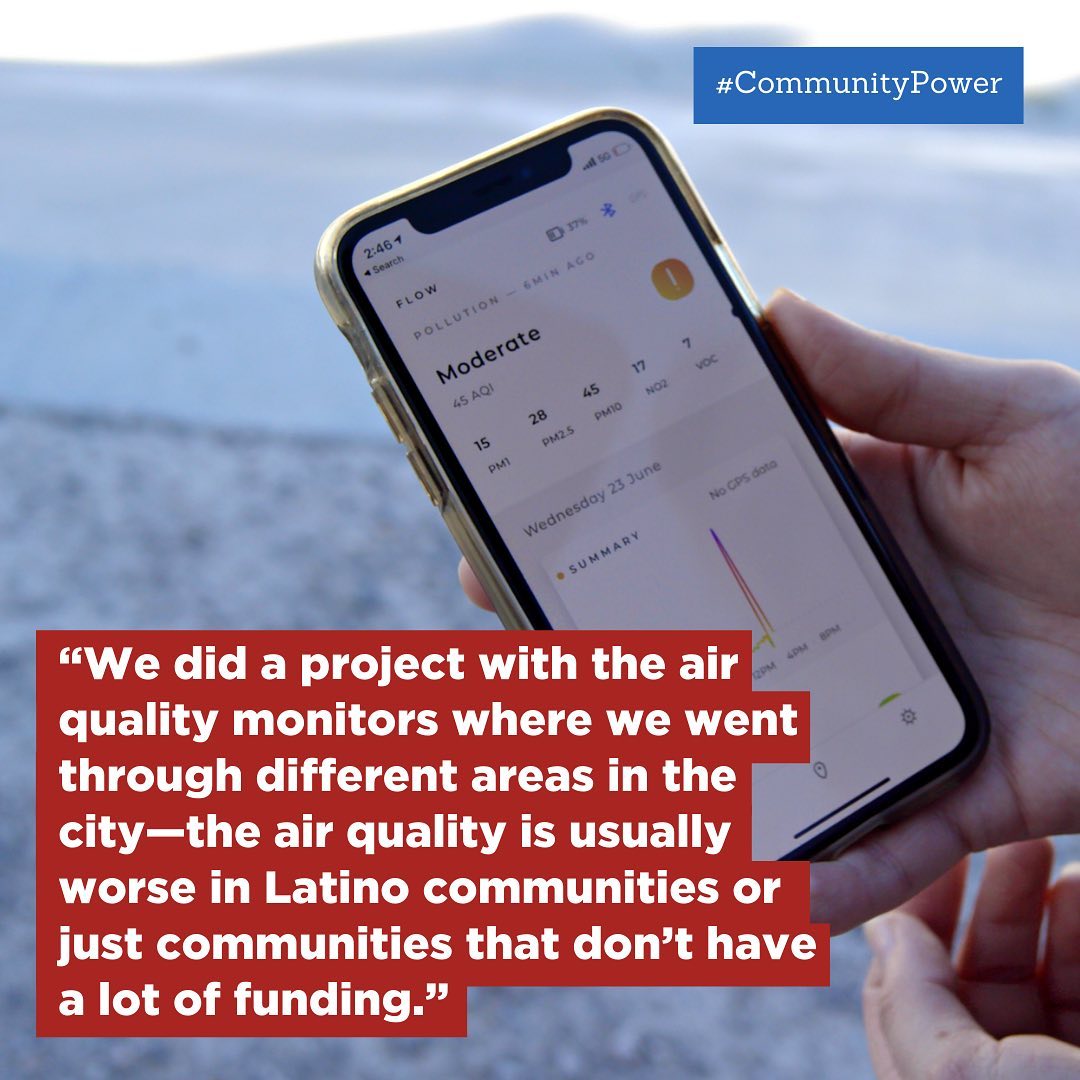 #CommunityPower
5G
2:46
37%
Search
FLOW
POLLUTION — 6MIN AGO
Moderate
45 AQI
15
28
45
17
7
PM1
PM2.5
PM10
NO2
VOC
Wednesday 23 June
No GPS data
SUMMARY
12PM
4PM
8PM
“We did a project with the air
quality monitors where we went
through different areas in the
city—the air quality is usually
worse in Latino communities or
just communities that don’t have
a lot of funding.”